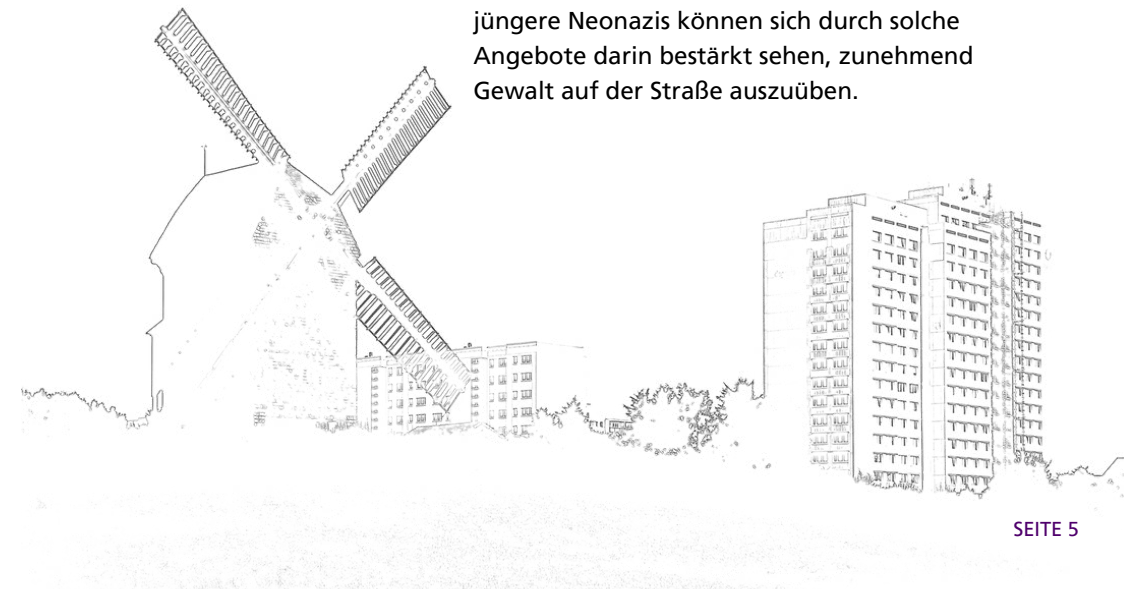 jüngere Neonazis können sich durch solche
Angebote darin bestärkt sehen, zunehmend
Gewalt auf der Straße auszuüben.
SEITE 5